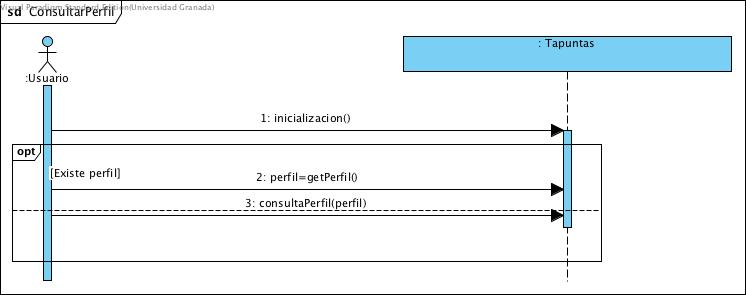 Visual Paradigm Standard Edition(Universidad Granada)
sd ConsultarPerfil
:Usuario
: Tapuntas
1: inicializacion()
opt
[Existe perfil]
2: perfil=getPerfil()
3: consultaPerfil(perfil)